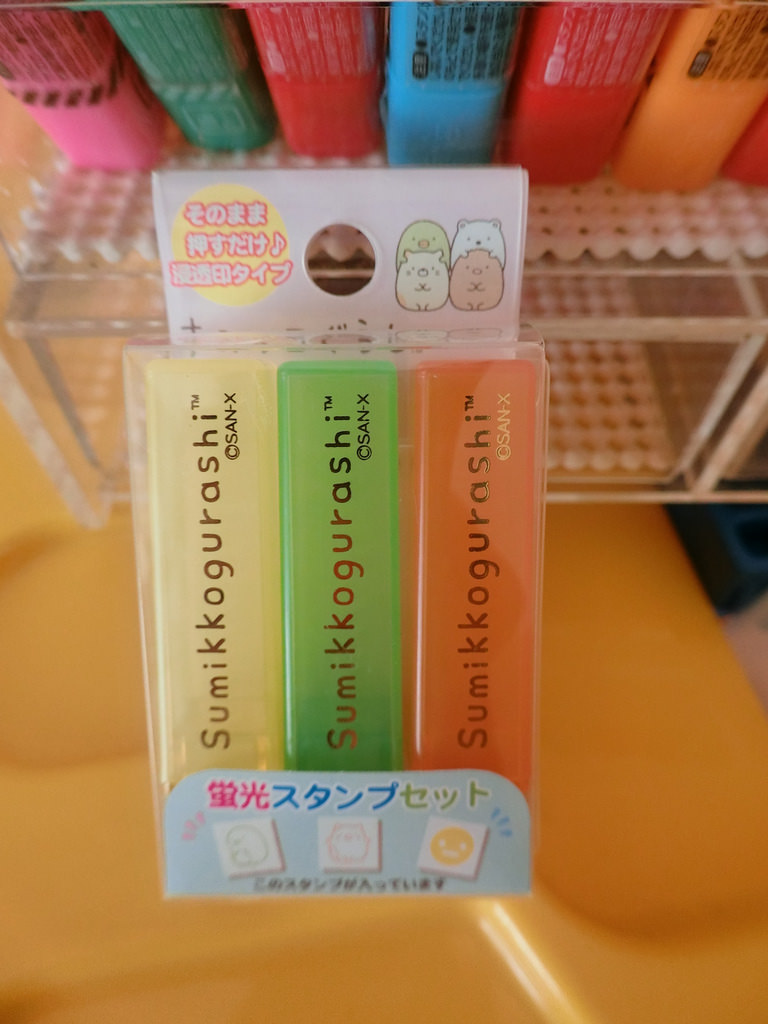 そのまま
押すだけ♪
浸透印タイプ
Sumikkogurashi™
©SAN-X
Sumikkogurashi™
©SAN-X
Sumikkogurashi™
©SAN-X
蛍光スタンプセット
このスタンプが入っています